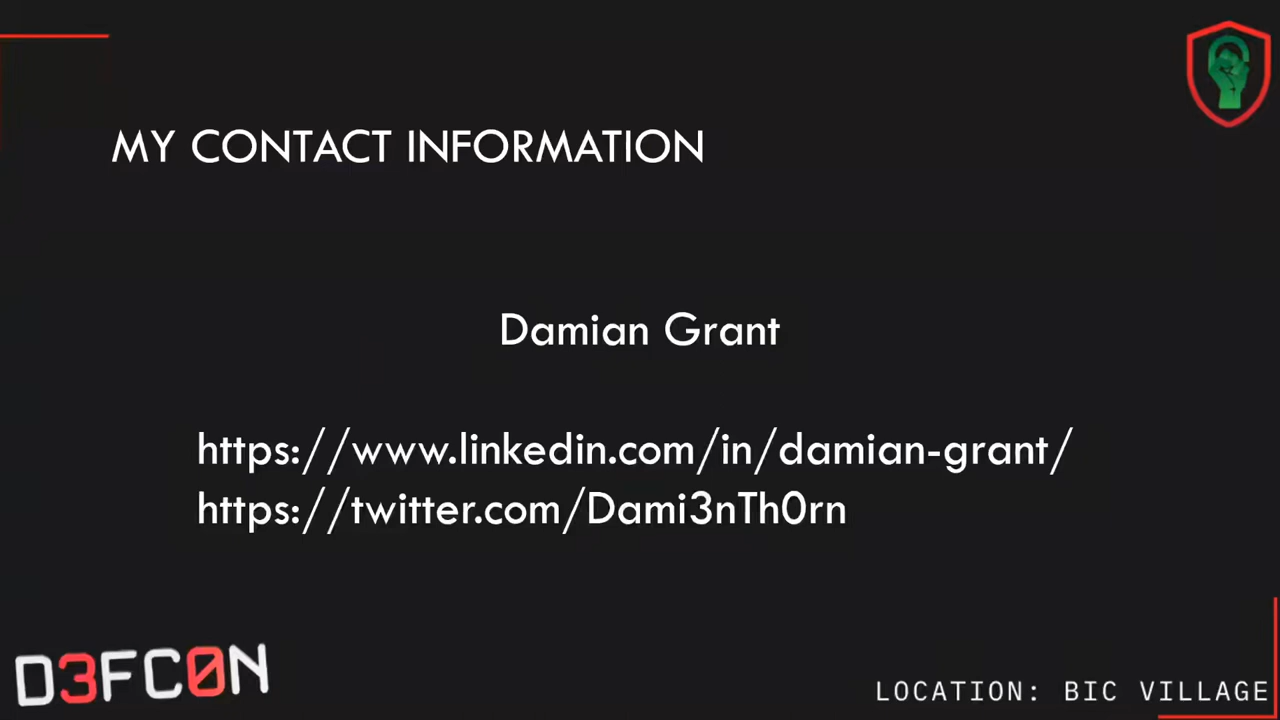 MY CONTACT INFORMATION
Damian Grant
https://www.linkedin.com/in/damian-grant/
https://twitter.com/Dami3nTh0rn
D3FC0N
LOCATION: BIC VILLAGE